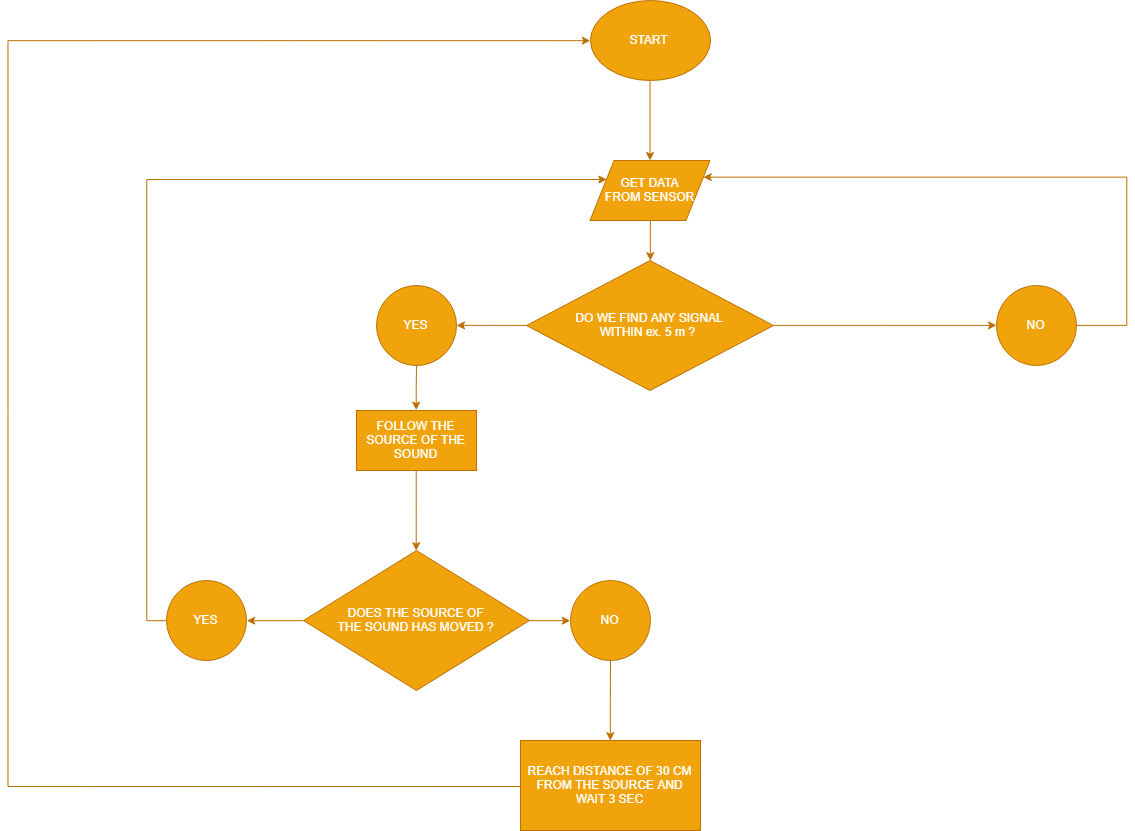 START
GET DATA
FROM SENSOR
DO WE FIND ANY SIGNAL
WITHIN ex. 5 m ?
YES
NO
FOLLOW THE
SOURCE OF THE
SOUND
DOES THE SOURCE OF
THE SOUND HAS MOVED ?
YES
NO
REACH DISTANCE OF 30 CM
FROM THE SOURCE AND
WAIT 3 SEC